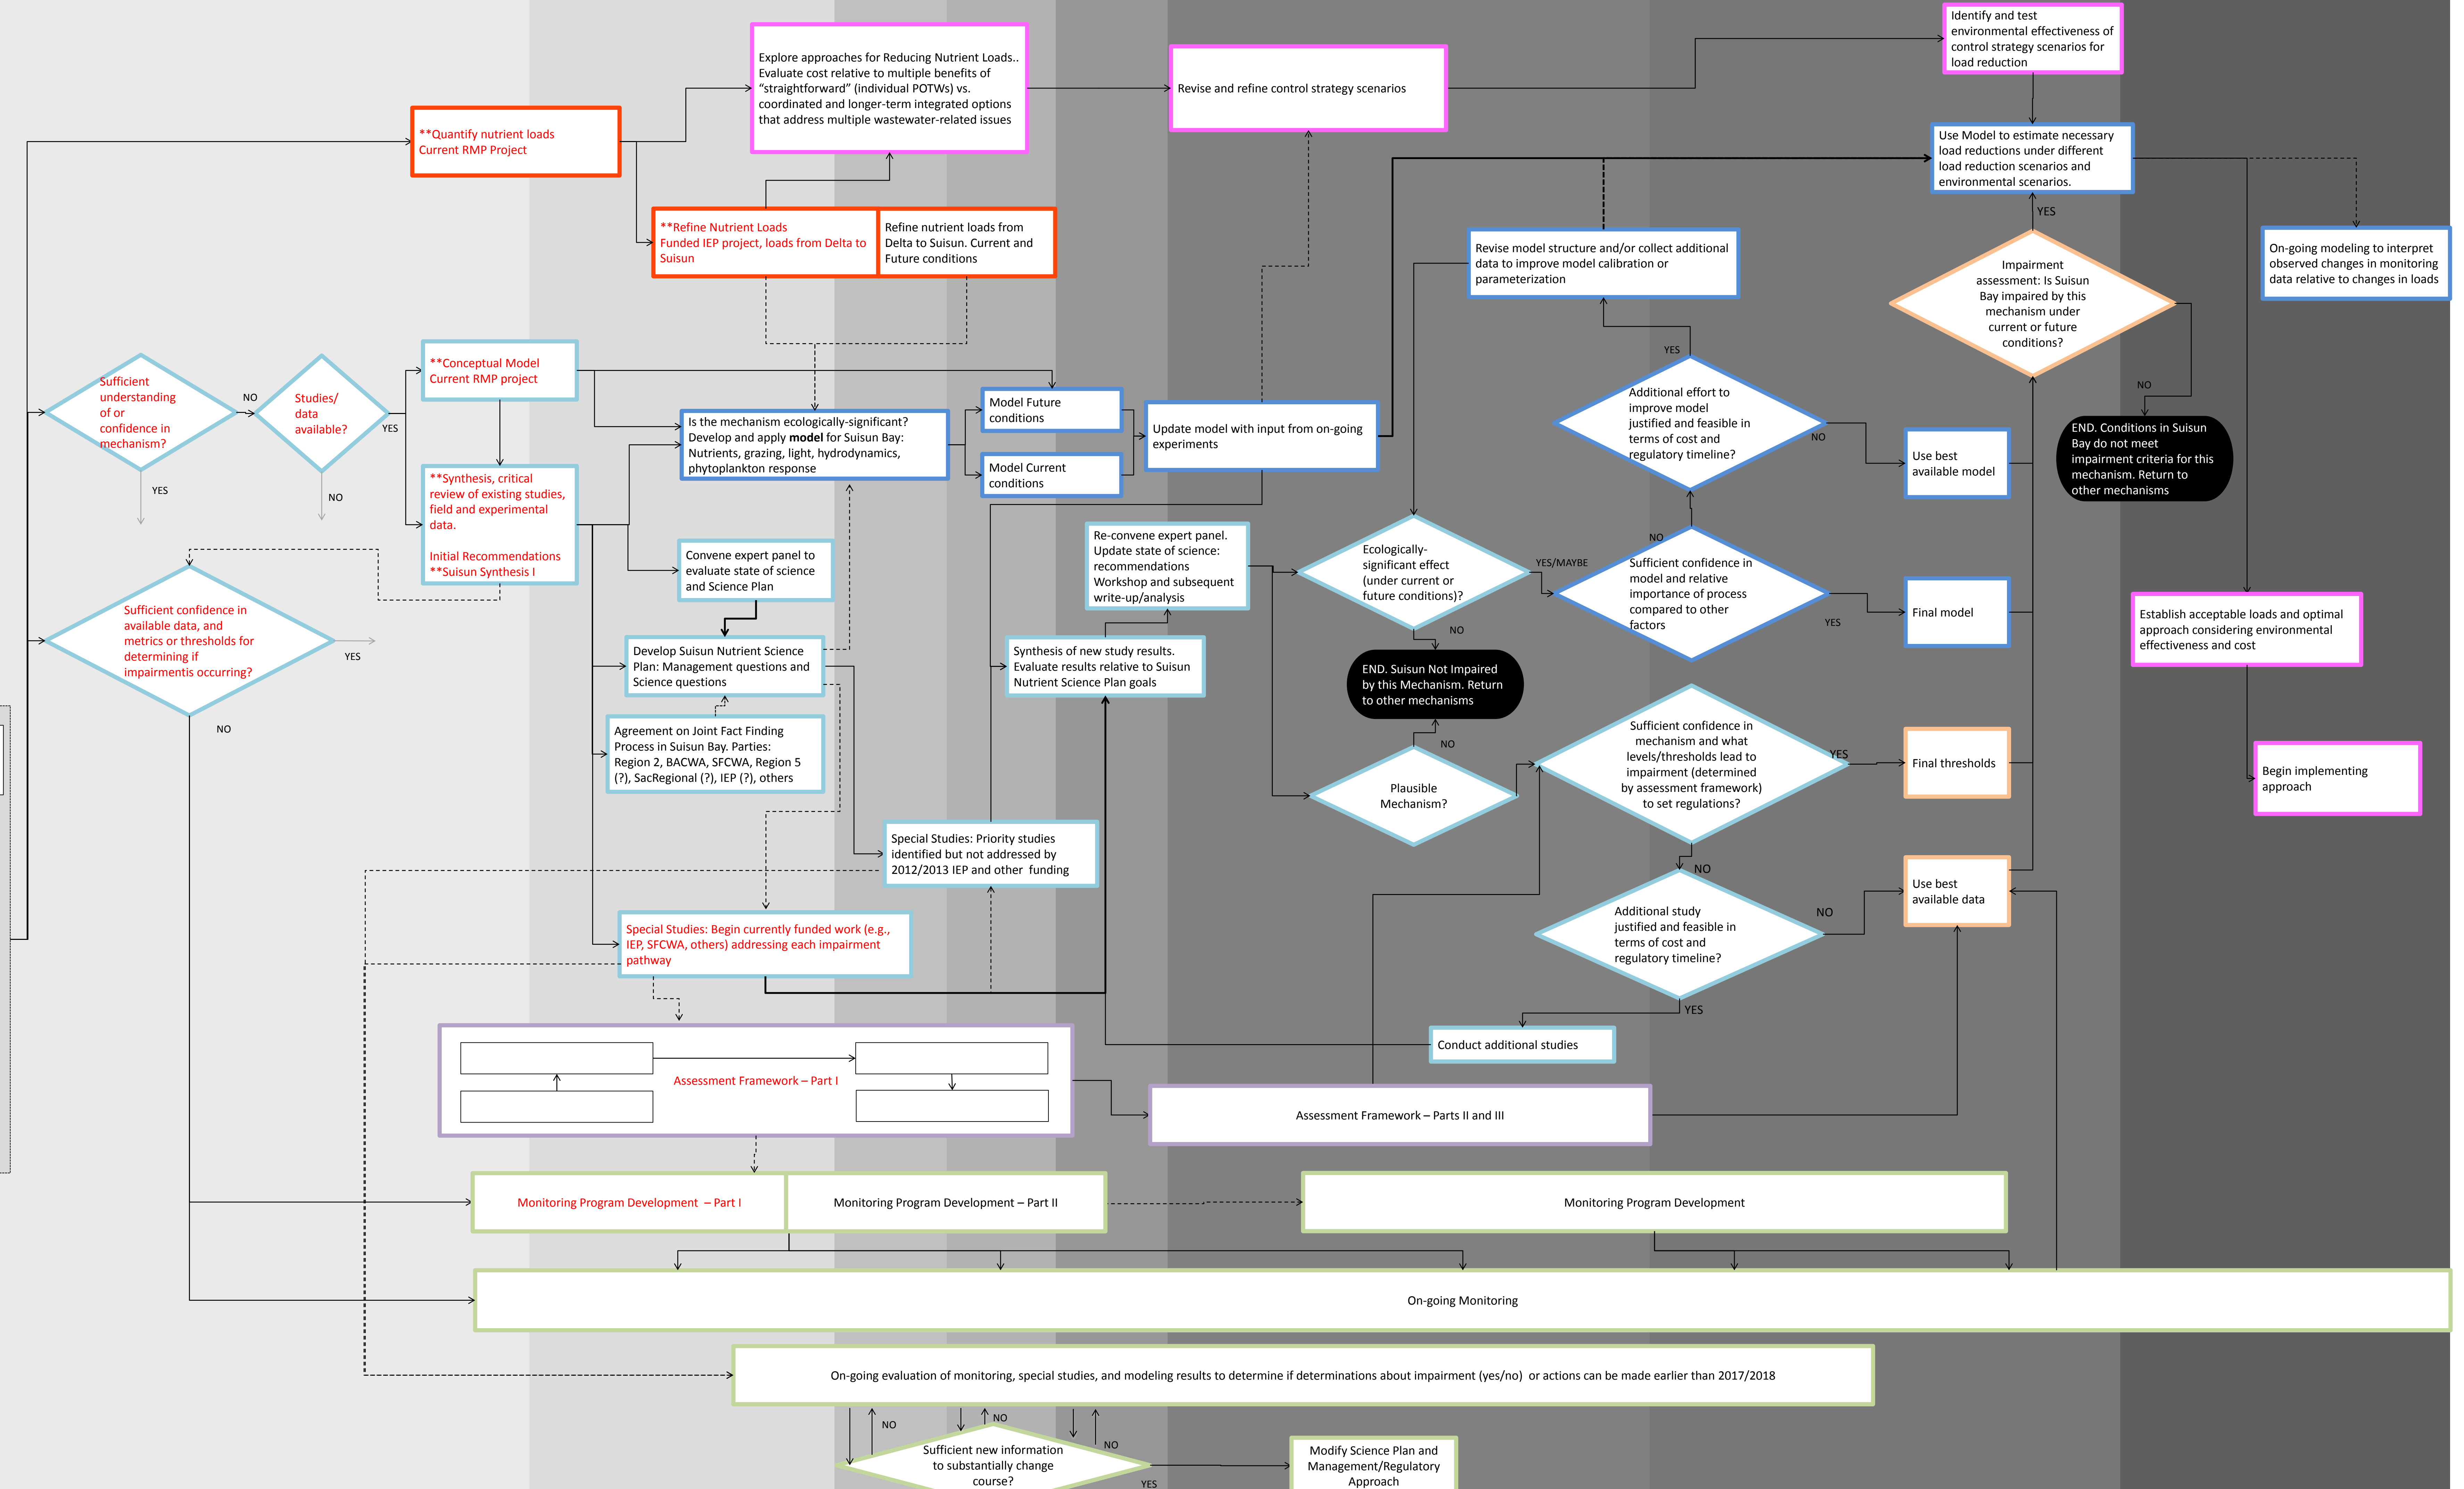 Identify and test
environmental effectiveness of
control strategy scenarios for
load reduction
Explore approaches for Reducing Nutrient Loads..
Evaluate cost relative to multiple benefits of
“straightforward” (individual POTWs) vs.
coordinated and longer-term integrated options
that address multiple wastewater-related issues
Revise and refine control strategy scenarios
**Quantify nutrient loads
Current RMP Project
Use Model to estimate necessary
load reductions under different
load reduction scenarios and
environmental scenarios.
YES
**Refine Nutrient Loads
Funded IEP project, loads from Delta to
Suisun
Refine nutrient loads from
Delta to Suisun. Current and
Future conditions
Revise model structure and/or collect additional
data to improve model calibration or
parameterization
Impairment
assessment: Is Suisun
Bay impaired by this
mechanism under
current or future
conditions?
On-going modeling to interpret
observed changes in monitoring
data relative to changes in loads
NO
Sufficient
understanding
of or
confidence in
mechanism?
NO
YES
Studies/
data
available?
YES
NO
**Conceptual Model
Current RMP project
**Synthesis, critical
review of existing studies,
field and experimental
data.
Initial Recommendations
**Suisun Synthesis I
Is the mechanism ecologically-significant?
Develop and apply model for Suisun Bay:
Nutrients, grazing, light, hydrodynamics,
phytoplankton response
Model Future
conditions
Model Current
conditions
Update model with input from on-going
experiments
YES
Additional effort to
improve model
justified and feasible in
terms of cost and
regulatory timeline?
NO
Use best
available model
END. Conditions in Suisun
Bay do not meet
impairment criteria for this
mechanism. Return to
other mechanisms
Convene expert panel to
evaluate state of science
and Science Plan
Re-convene expert panel.
Update state of science:
recommendations
Workshop and subsequent
write-up/analysis
Ecologically-
significant effect
(under current or
future conditions)?
YES/MAYBE
NO
NO
Sufficient confidence in
model and relative
importance of process
compared to other
factors
YES
Final model
Sufficient confidence in
available data, and
metrics or thresholds for
determining if
impairmentis occurring?
YES
NO
Develop Suisun Nutrient Science
Plan: Management questions and
Science questions
Synthesis of new study results.
Evaluate results relative to Suisun
Nutrient Science Plan goals
END. Suisun Not Impaired
by this Mechanism. Return
to other mechanisms
NO
Establish acceptable loads and optimal
approach considering environmental
effectiveness and cost
Agreement on Joint Fact Finding
Process in Suisun Bay. Parties:
Region 2, BACWA, SFCWA, Region 5
(?), SacRegional (?), IEP (?), others
Plausible
Mechanism?
Sufficient confidence in
mechanism and what
levels/thresholds lead to
impairment (determined
by assessment framework)
to set regulations?
YES
NO
Final thresholds
Begin implementing
approach
Special Studies: Priority studies
identified but not addressed by
2012/2013 IEP and other funding
Use best
available data
Special Studies: Begin currently funded work (e.g.,
IEP, SFCWA, others) addressing each impairment
pathway
Additional study
justified and feasible in
terms of cost and
regulatory timeline?
NO
YES
Conduct additional studies
Assessment Framework – Part I
Assessment Framework – Parts II and III
Monitoring Program Development – Part I
Monitoring Program Development – Part II
Monitoring Program Development
On-going Monitoring
On-going evaluation of monitoring, special studies, and modeling results to determine if determinations about impairment (yes/no) or actions can be made earlier than 2017/2018
NO
NO
NO
Sufficient new information
to substantially change
course?
YES
Modify Science Plan and
Management/Regulatory
Approach